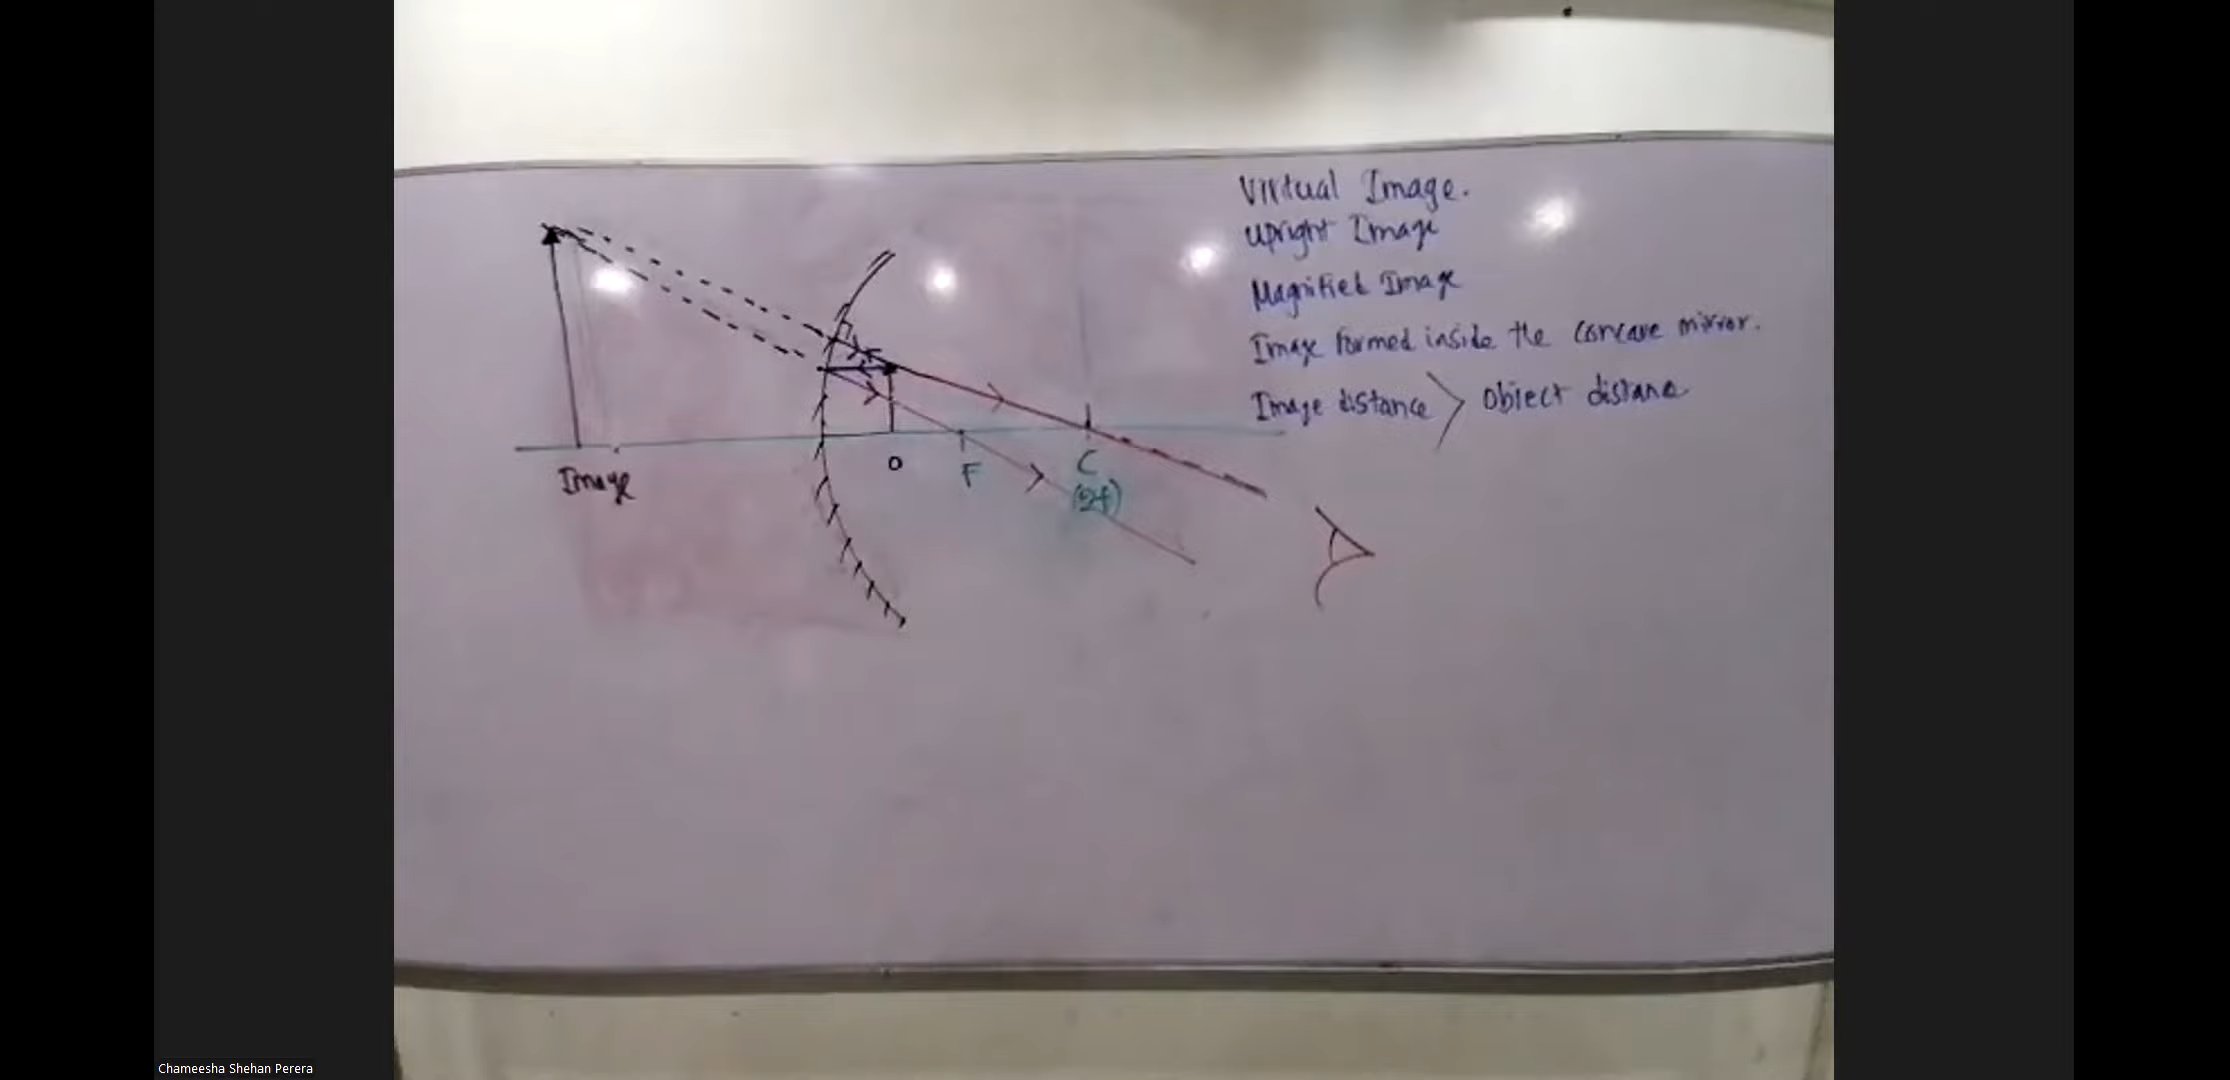 Virtual Image.
Upright Image
Magnified Image
Image formed inside the concave mirror.
Image distance > Object distance
Image
O
F
C
(2f)
Chameesha Shehan Perera